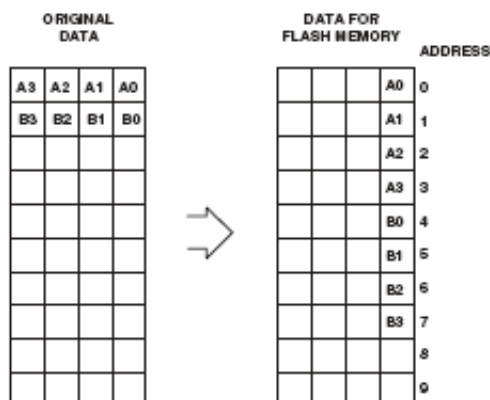 ORIGINAL
DATA
DATA FOR
FLASH MEMORY
ADDRESS
A3 A2 A1 A0
B3 B2 B1 B0
A0 0
A1 1
A2 2
A3 3
B0 4
B1 5
B2 6
B3 7
8
9